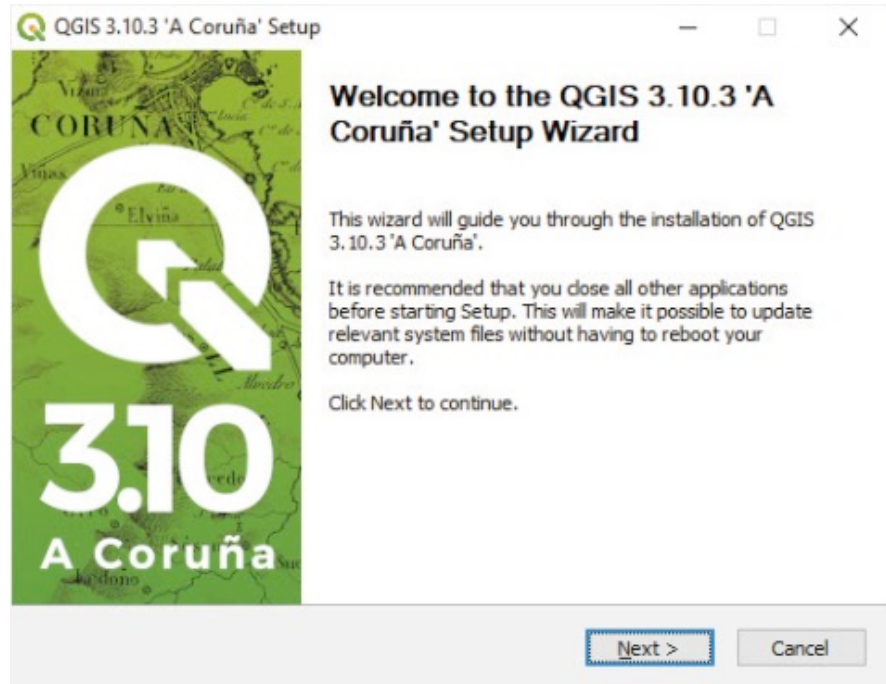 QGIS 3.10.3 'A Coruña' Setup
CORUNA
Elviña
3.10
A Coruña
Welcome to the QGIS 3.10.3 'A
Coruña' Setup Wizard
This wizard will guide you through the installation of QGIS
3.10.3 'A Coruña'.
It is recommended that you close all other applications
before starting Setup. This will make it possible to update
relevant system files without having to reboot your
computer.
Click Next to continue.
Next >
Cancel